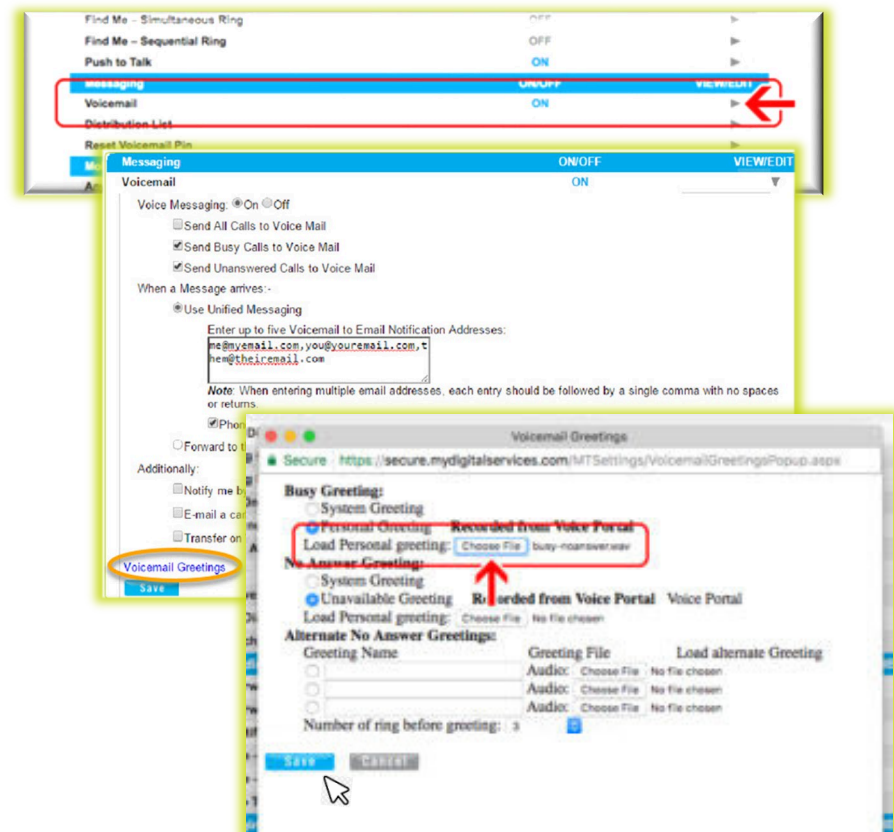 Find Me – Simultaneous Ring OFF
Find Me – Sequential Ring OFF
Push to Talk ON
Messaging ON/OFF VIEW/EDIT
Voicemail ON
Distribution List
Reset Voicemail Pin
Messaging ON/OFF VIEW/EDIT
Voicemail ON
Voice Messaging: On Off
Send All Calls to Voice Mail
Send Busy Calls to Voice Mail
Send Unanswered Calls to Voice Mail
When a Message arrives:-
Use Unified Messaging
Enter up to five Voicemail to Email Notification Addresses:
me@myemail.com,you@youremail.com,t
hem@theiremail.com
Note: When entering multiple email addresses, each entry should be followed by a single comma with no spaces
or returns.
Phon
Forward to t
Additionally:
Notify me b
E-mail a ca
Transfer on
Voicemail Greetings
Save
Voicemail Greetings
Secure https://secure.mydigitalservices.com/MTSettings/VoicemailGreetingsPopup.aspx
Busy Greeting:
System Greeting
Personal Greeting Recorded from Voice Portal
Load Personal greeting: Choose File busy-noanswer.wav
No Answer Greeting:
System Greeting
Unavailable Greeting Recorded from Voice Portal Voice Portal
Load Personal greeting: Choose File No file chosen
Alternate No Answer Greetings:
Greeting Name Greeting File Load alternate Greeting
Audio: Choose File No file chosen
Audio: Choose File No file chosen
Audio: Choose File No file chosen
Number of ring before greeting: 3
Save Cancel